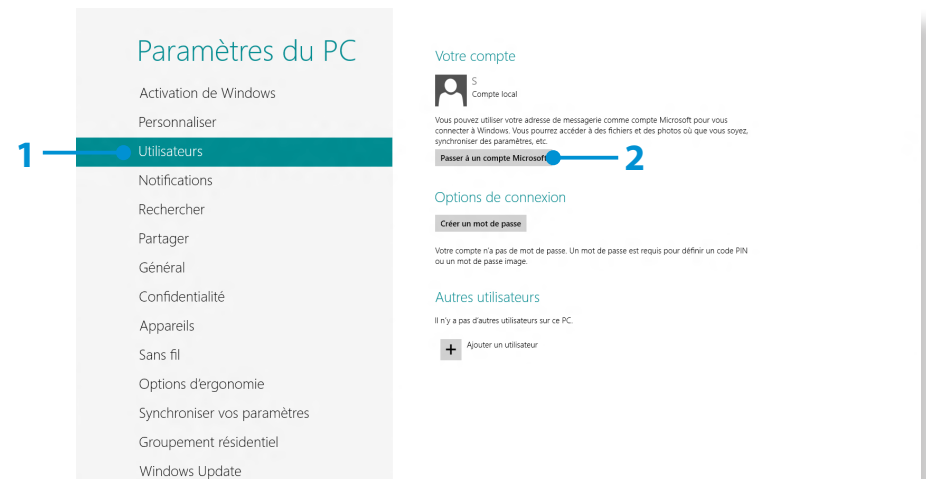 Paramètres du PC
Activation de Windows
Personnaliser
1
Utilisateurs
Notifications
Rechercher
Partager
Général
Confidentialité
Appareils
Sans fil
Options d'ergonomie
Synchroniser vos paramètres
Groupement résidentiel
Windows Update
Votre compte
S
Compte local
Vous pouvez utiliser votre adresse de messagerie comme compte Microsoft pour vous
connecter à Windows. Vous pourrez accéder à des fichiers et des photos où que vous soyez,
synchroniser des paramètres, etc.
Passer à un compte Microsoft
2
Options de connexion
Créer un mot de passe
Votre compte n'a pas de mot de passe. Un mot de passe est requis pour définir un code PIN
ou un mot de passe image.
Autres utilisateurs
Il n'y a pas d'autres utilisateurs sur ce PC.
Ajouter un utilisateur